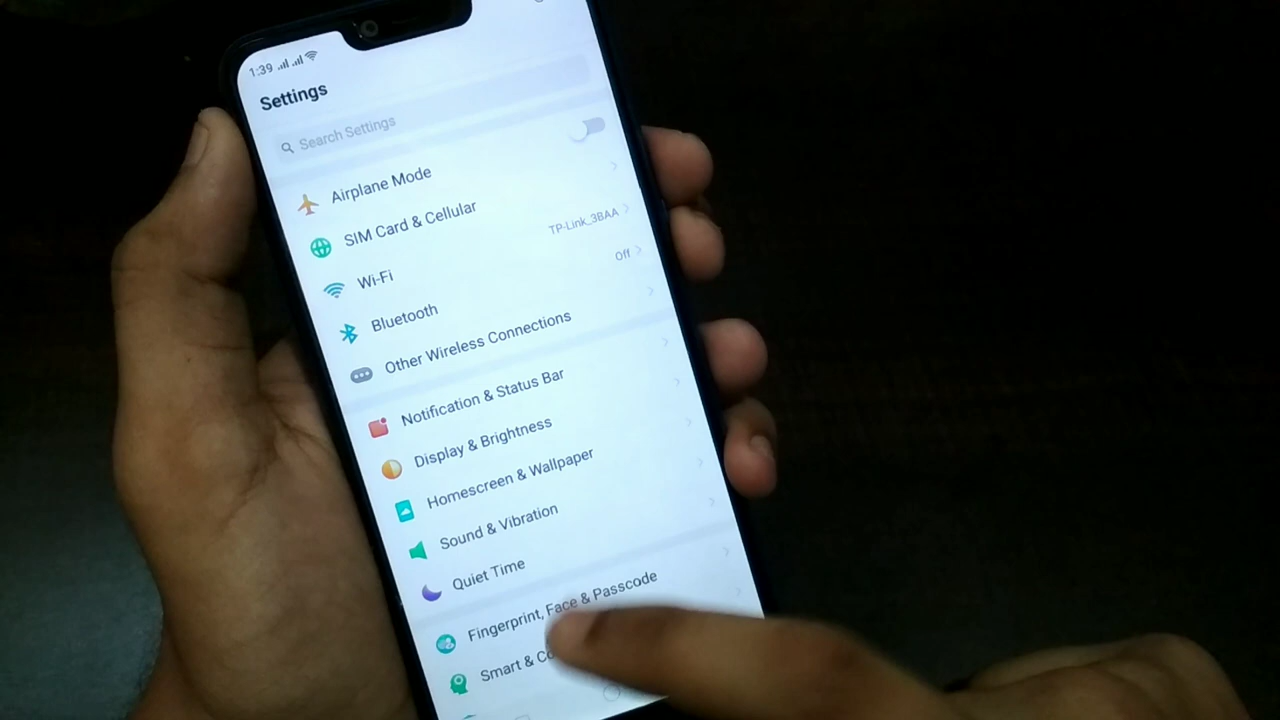 1:39
Settings
Search Settings
Airplane Mode
SIM Card & Cellular
Wi-Fi TP-Link_3BAA
Bluetooth Off
Other Wireless Connections
Notification & Status Bar
Display & Brightness
Homescreen & Wallpaper
Sound & Vibration
Quiet Time
Fingerprint, Face & Passcode
Smart &